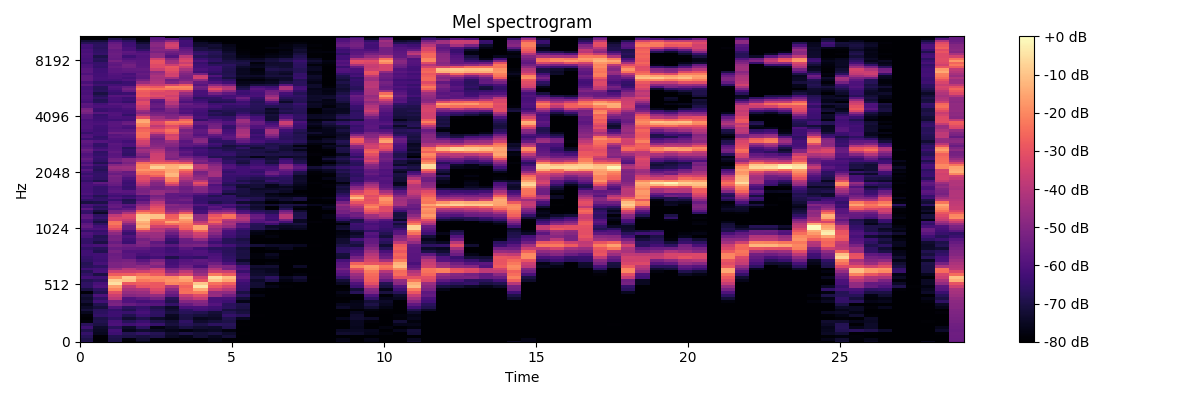 Mel spectrogram
+0 dB
8192
-10 dB
4096
-20 dB
-30 dB
Hz
2048
-40 dB
1024
-50 dB
-60 dB
512
-70 dB
0
-80 dB
0 5 10 15 20 25
Time